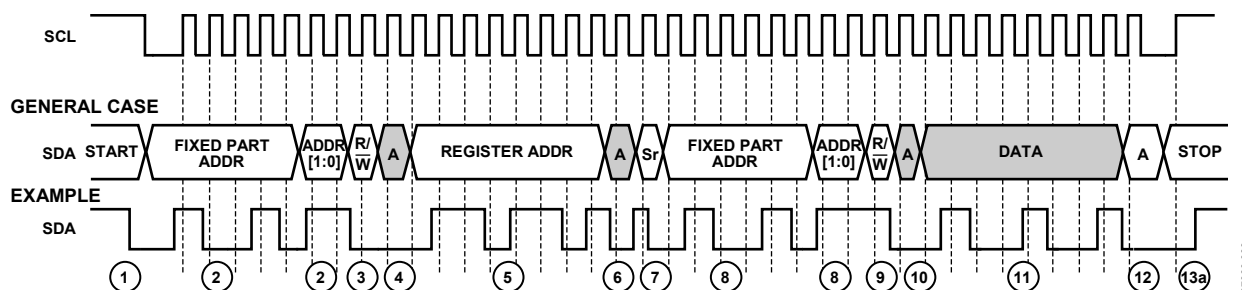 SCL
GENERAL CASE
SDA START FIXED PART ADDR ADDR [1:0] R/W A REGISTER ADDR A Sr FIXED PART ADDR ADDR [1:0] R/W A DATA A STOP
EXAMPLE
SDA
1 2 2 3 4 5 6 7 8 8 9 10 11 12 13a